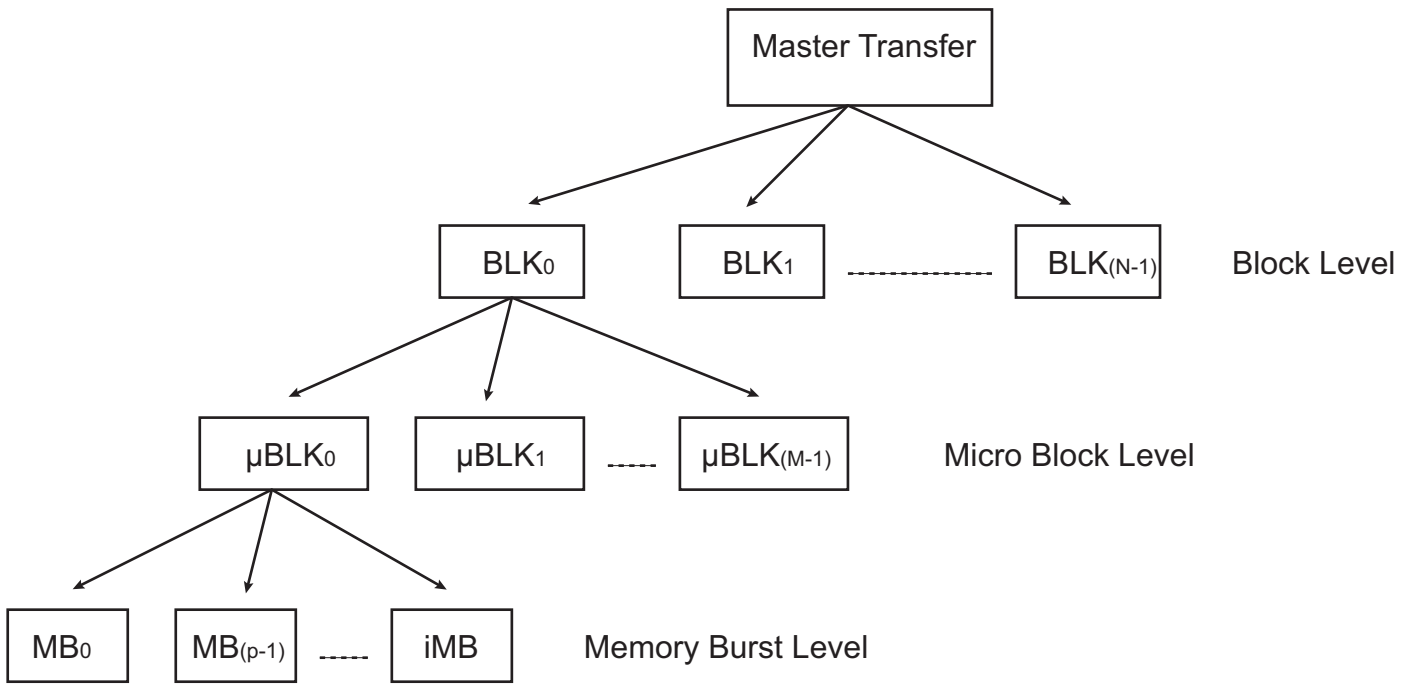 Master Transfer
BLK0 BLK1 BLK(N-1) Block Level
µBLK0 µBLK1 µBLK(M-1) Micro Block Level
MB0 MB(p-1) iMB Memory Burst Level